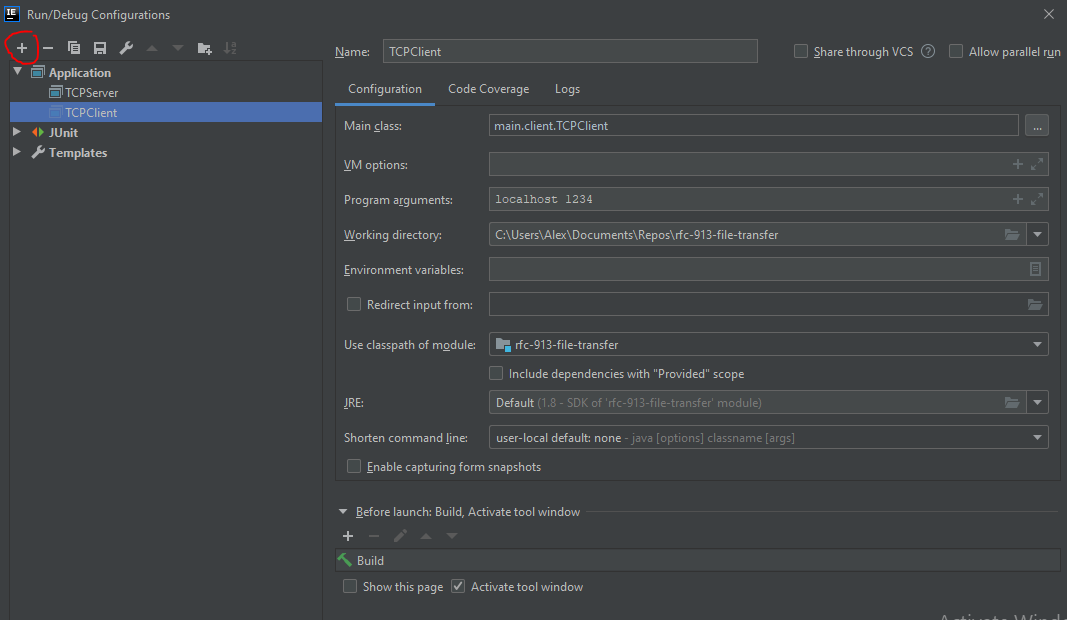 IE Run/Debug Configurations
Name: TCPClient
Share through VCS ?
Allow parallel run
Application
TCPServer
TCPClient
JUnit
Templates
Configuration Code Coverage Logs
Main class: main.client.TCPClient ...
VM options:
Program arguments: localhost 1234
Working directory: C:\Users\Alex\Documents\Repos\rfc-913-file-transfer
Environment variables:
Redirect input from:
Use classpath of module: rfc-913-file-transfer
Include dependencies with "Provided" scope
JRE: Default (1.8 - SDK of 'rfc-913-file-transfer' module)
Shorten command line: user-local default: none - java [options] classname [args]
Enable capturing form snapshots
Before launch: Build, Activate tool window
Build
Show this page Activate tool window